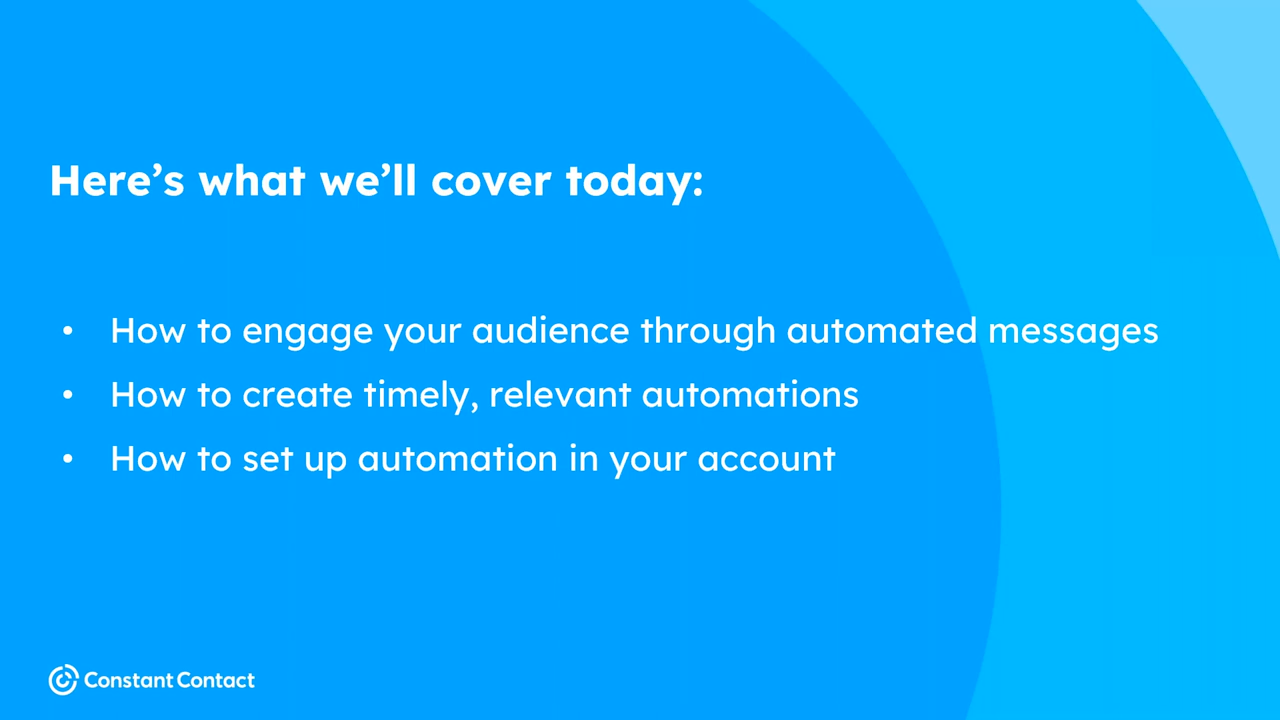 Here’s what we’ll cover today:
• How to engage your audience through automated messages
• How to create timely, relevant automations
• How to set up automation in your account
Constant Contact